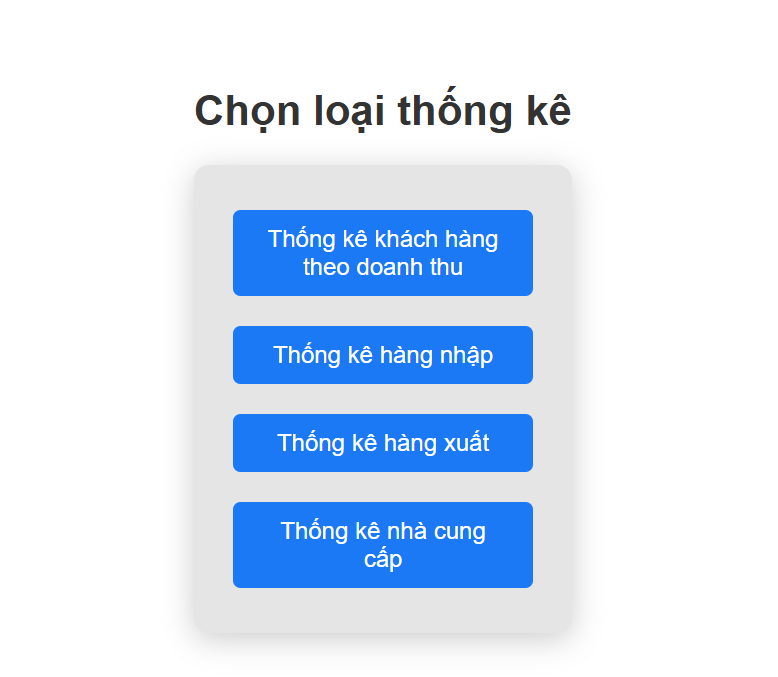 Chọn loại thống kê
Thống kê khách hàng
theo doanh thu
Thống kê hàng nhập
Thống kê hàng xuất
Thống kê nhà cung
cấp